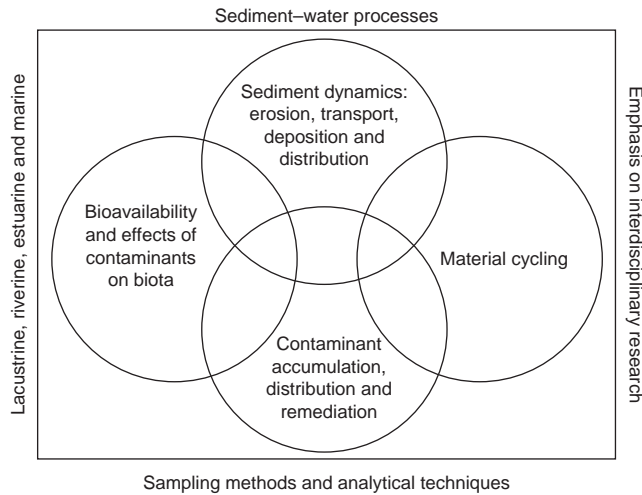 Sediment–water processes
Lacustrine, riverine, estuarine and marine
Sediment dynamics:
erosion, transport,
deposition and
distribution
Bioavailability
and effects of
contaminants
on biota
Material cycling
Contaminant
accumulation,
distribution and
remediation
Emphasis on interdisciplinary research
Sampling methods and analytical techniques